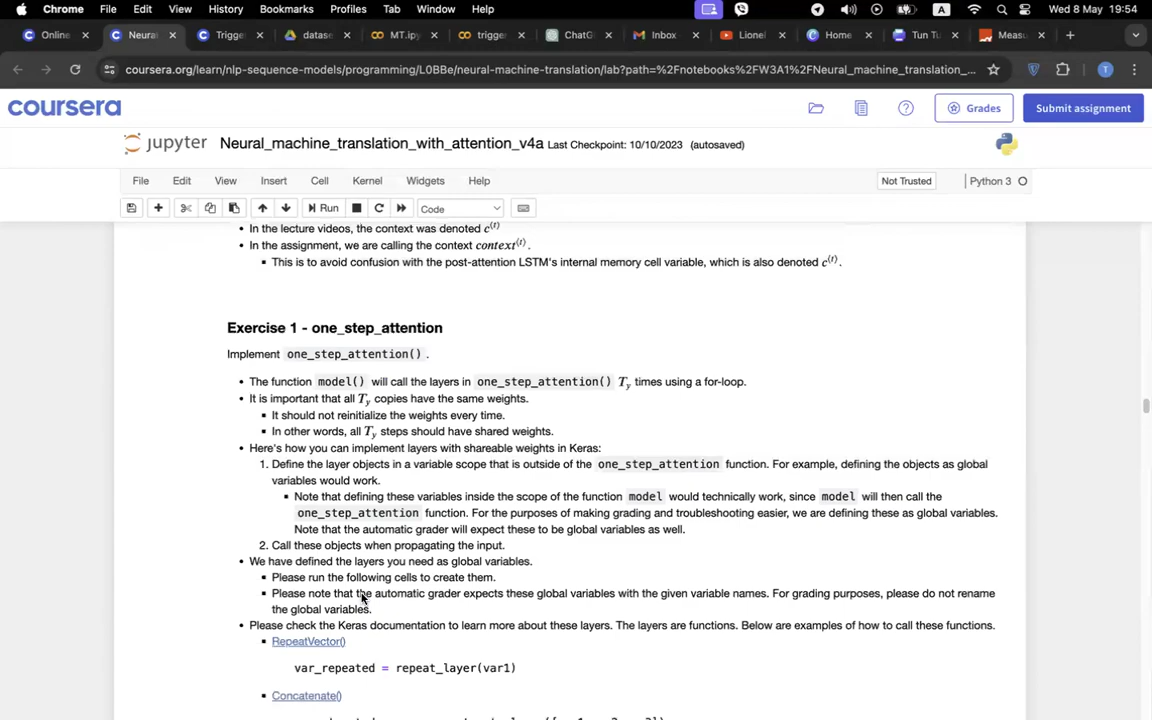 Chrome File Edit View History Bookmarks Profiles Tab Window Help A Wed 8 May 19:54
Online Neural Trigge datase MT.ipy trigger ChatG Inbox Lionel Home Tun Tu Measu
coursera.org/learn/nlp-sequence-models/programming/L0BBe/neural-machine-translation/lab?path=%2Fnotebooks%2FW3A1%2FNeural_machine_translation_... T
coursera Grades Submit assignment
jupyter Neural_machine_translation_with_attention_v4a Last Checkpoint: 10/10/2023 (autosaved)
File Edit View Insert Cell Kernel Widgets Help Not Trusted Python 3
Run Code
• In the lecture videos, the context was denoted c⟨t⟩
• In the assignment, we are calling the context context⟨t⟩.
▪ This is to avoid confusion with the post-attention LSTM's internal memory cell variable, which is also denoted c⟨t⟩.
Exercise 1 - one_step_attention
Implement one_step_attention() .
• The function model() will call the layers in one_step_attention() Ty times using a for-loop.
• It is important that all Ty copies have the same weights.
▪ It should not reinitialize the weights every time.
▪ In other words, all Ty steps should have shared weights.
• Here's how you can implement layers with shareable weights in Keras:
1. Define the layer objects in a variable scope that is outside of the one_step_attention function. For example, defining the objects as global
variables would work.
▪ Note that defining these variables inside the scope of the function model would technically work, since model will then call the
one_step_attention function. For the purposes of making grading and troubleshooting easier, we are defining these as global variables.
Note that the automatic grader will expect these to be global variables as well.
2. Call these objects when propagating the input.
• We have defined the layers you need as global variables.
▪ Please run the following cells to create them.
▪ Please note that the automatic grader expects these global variables with the given variable names. For grading purposes, please do not rename
the global variables.
• Please check the Keras documentation to learn more about these layers. The layers are functions. Below are examples of how to call these functions.
▪ RepeatVector()
var_repeated = repeat_layer(var1)
▪ Concatenate()